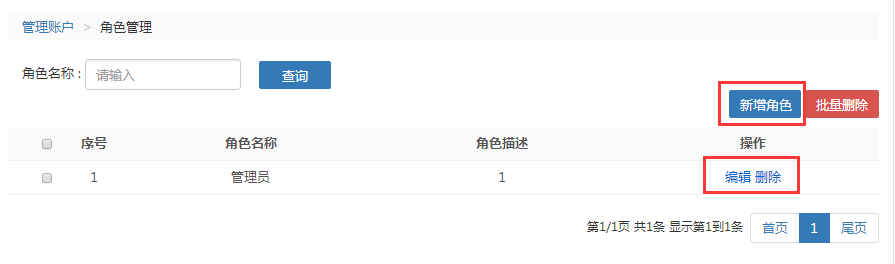 管理账户 > 角色管理
角色名称 : 请输入 查询
新增角色 批量删除
序号 角色名称 角色描述 操作
1 管理员 1 编辑 删除
第1/1页 共1条 显示第1到1条 首页 1 尾页